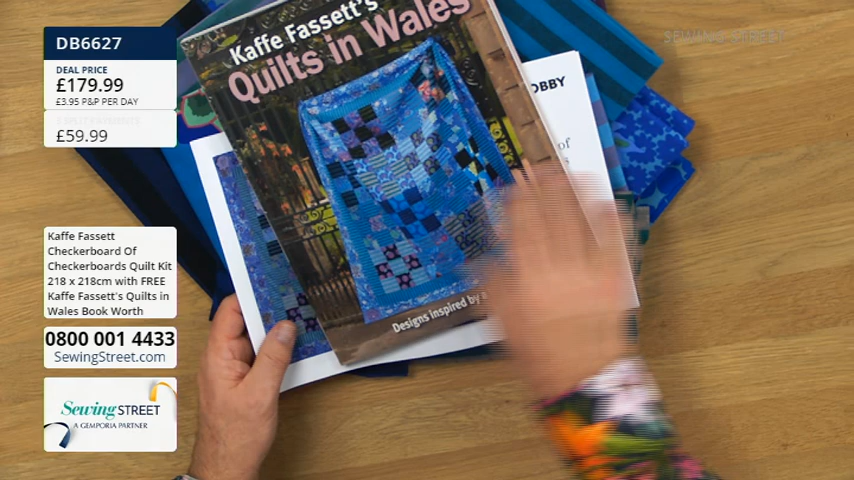 DB6627
DEAL PRICE
£179.99
£3.95 P&P PER DAY
£59.99
Kaffe Fassett
Checkerboard Of
Checkerboards Quilt Kit
218 x 218cm with FREE
Kaffe Fassett's Quilts in
Wales Book Worth
0800 001 4433
SewingStreet.com
Sewing STREET
A GEMPORIA PARTNER
SEWING STREET
Kaffe Fassett's
Quilts in Wales
Designs inspired by
OBBY
of